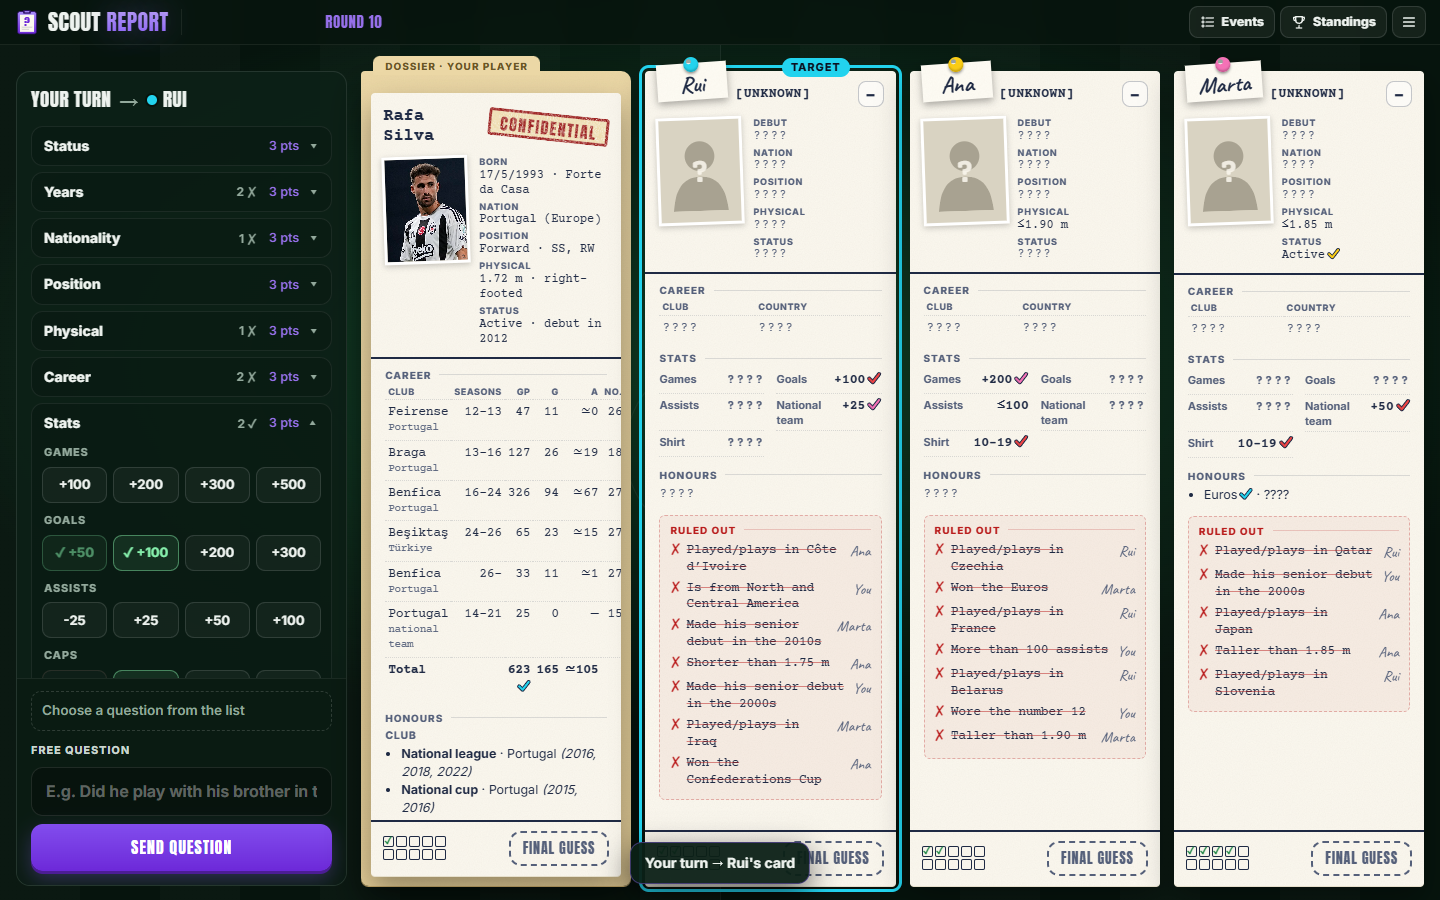 SCOUT REPORT
ROUND 10
Events
Standings
YOUR TURN → RUI
Status 3 pts
Years 2 ✗ 3 pts
Nationality 1 ✗ 3 pts
Position 3 pts
Physical 1 ✗ 3 pts
Career 2 ✗ 3 pts
Stats 2 ✓ 3 pts
GAMES
+100 +200 +300 +500
GOALS
✓ +50 ✓ +100 +200 +300
ASSISTS
-25 +25 +50 +100
CAPS
Choose a question from the list
FREE QUESTION
E.g. Did he play with his brother in t
SEND QUESTION
DOSSIER · YOUR PLAYER
Rafa
Silva
CONFIDENTIAL
BORN
17/5/1993 · Forte
da Casa
NATION
Portugal (Europe)
POSITION
Forward · SS, RW
PHYSICAL
1.72 m · right-
footed
STATUS
Active · debut in
2012
CAREER
CLUB SEASONS GP G A NO.
Feirense 12–13 47 11 ≃0 26
Portugal
Braga 13–16 127 26 ≃19 18
Portugal
Benfica 16–24 326 94 ≃67 27
Portugal
Beşiktaş 24–26 65 23 ≃15 27
Türkiye
Benfica 26– 33 11 ≃1 27
Portugal
Portugal 14–21 25 0 — 15
national
team
Total 623 165 ≃105
✓
HONOURS
CLUB
• National league · Portugal (2016,
2018, 2022)
• National cup · Portugal (2015,
2016)
FINAL GUESS
TARGET
Rui
[UNKNOWN]
–
DEBUT
????
NATION
????
POSITION
????
PHYSICAL
????
STATUS
????
CAREER
CLUB COUNTRY
???? ????
STATS
Games ???? Goals +100 ✓
Assists ???? National +25 ✓
team
Shirt ????
HONOURS
????
RULED OUT
✗ Played/plays in Côte Ana
d'Ivoire
✗ Is from North and You
Central America
✗ Made his senior Marta
debut in the 2010s
✗ Shorter than 1.75 m Ana
✗ Made his senior debut You
in the 2000s
✗ Played/plays in Marta
Iraq
✗ Won the Ana
Confederations Cup
Your turn → Rui's card
NAL GUESS
Ana
[UNKNOWN]
–
DEBUT
????
NATION
????
POSITION
????
PHYSICAL
≤1.90 m
STATUS
????
CAREER
CLUB COUNTRY
???? ????
STATS
Games +200 ✓ Goals ????
Assists ≤100 National ????
team
Shirt 10–19 ✓
HONOURS
????
RULED OUT
✗ Played/plays in Rui
Czechia
✗ Won the Euros Marta
✗ Played/plays in Rui
France
✗ More than 100 assists You
✗ Played/plays in Rui
Belarus
✗ Wore the number 12 You
✗ Taller than 1.90 m Marta
FINAL GUESS
Marta
[UNKNOWN]
–
DEBUT
????
NATION
????
POSITION
????
PHYSICAL
≤1.85 m
STATUS
Active ✓
CAREER
CLUB COUNTRY
???? ????
STATS
Games ???? Goals ????
Assists ???? National +50 ✓
team
Shirt 10–19 ✓
HONOURS
• Euros ✓ · ????
RULED OUT
✗ Played/plays in Qatar Rui
✗ Made his senior debut You
in the 2000s
✗ Played/plays in Ana
Japan
✗ Taller than 1.85 m Ana
✗ Played/plays in Rui
Slovenia
FINAL GUESS